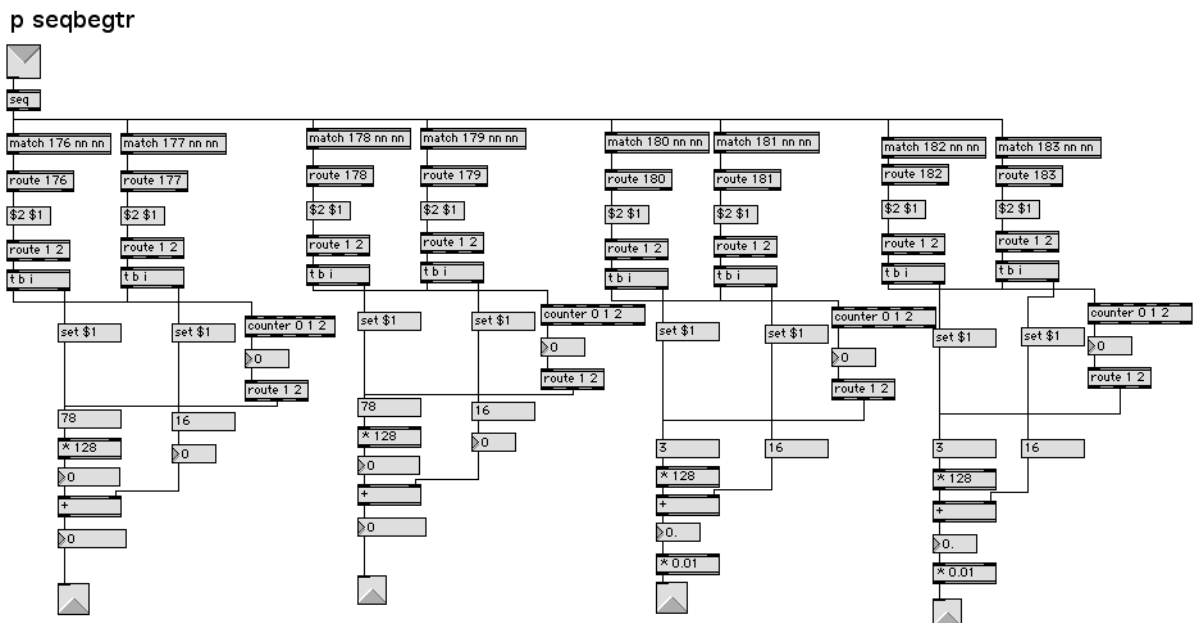 p seqbegtr
seq
match 176 nn nn
match 177 nn nn
match 178 nn nn
match 179 nn nn
match 180 nn nn
match 181 nn nn
match 182 nn nn
match 183 nn nn
route 176
route 177
route 178
route 179
route 180
route 181
route 182
route 183
$2 $1
$2 $1
$2 $1
$2 $1
$2 $1
$2 $1
$2 $1
$2 $1
route 1 2
route 1 2
route 1 2
route 1 2
route 1 2
route 1 2
route 1 2
route 1 2
t b i
t b i
t b i
t b i
t b i
t b i
t b i
t b i
set $1
set $1
counter 0 1 2
set $1
set $1
counter 0 1 2
set $1
set $1
counter 0 1 2
set $1
set $1
counter 0 1 2
0
0
0
0
route 1 2
route 1 2
route 1 2
route 1 2
78
16
78
16
3
16
3
16
* 128
0
* 128
0
* 128
* 128
0
0
+
+
+
+
0
0
0.
0.
* 0.01
* 0.01